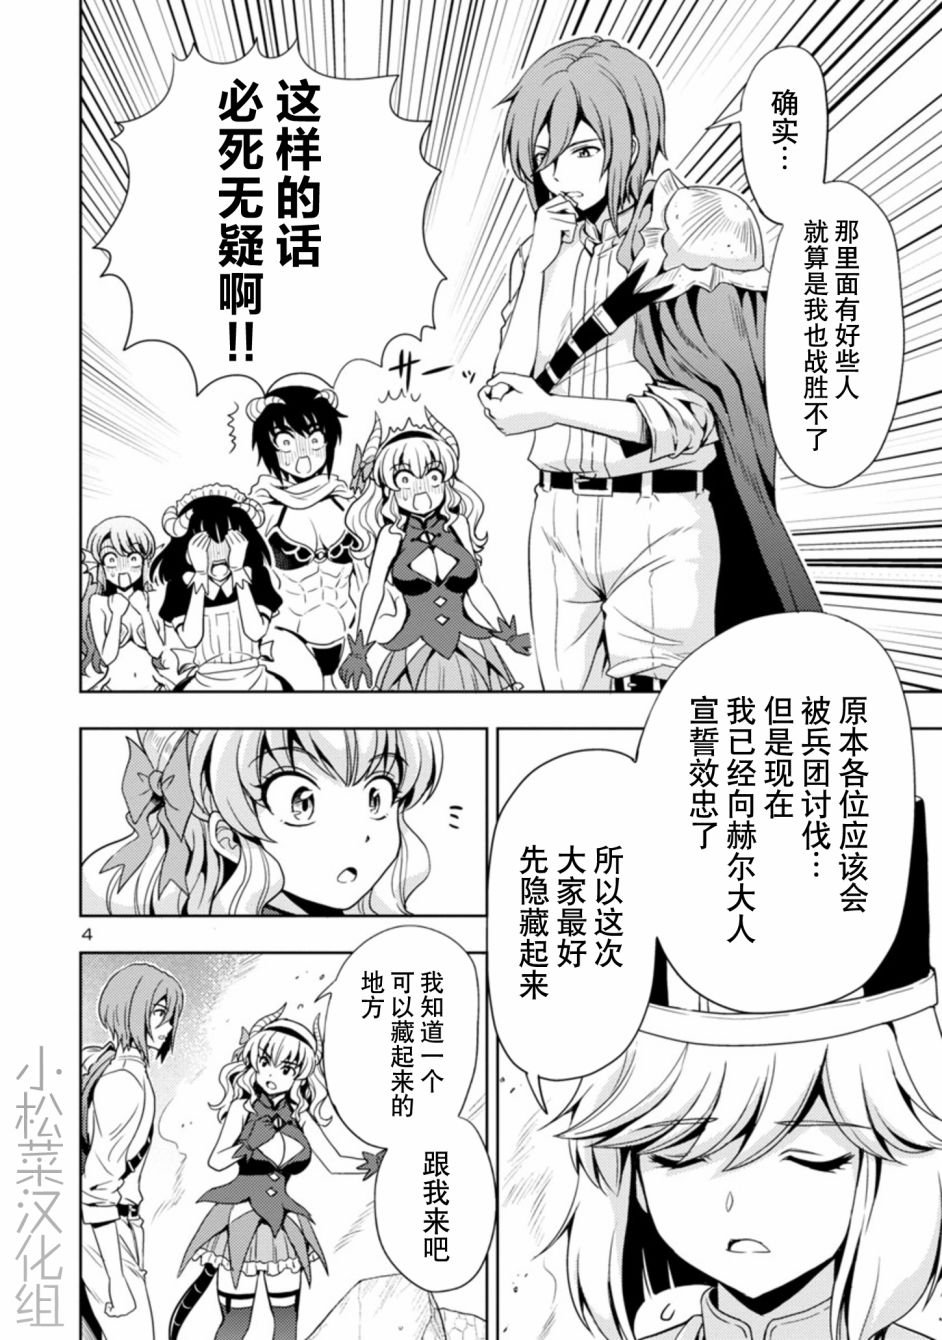 确实…
那里面有好些人
就算是我也战胜不了
这样的话
必死无疑啊!!
ザー…
原本各位应该会
被兵团讨伐…
但是现在
我已经向赫尔大人
宣誓效忠了
所以这次
大家最好
先隐藏起来
4
我知道一个
可以藏起来的
地方
跟我来吧
小松菜汉化组